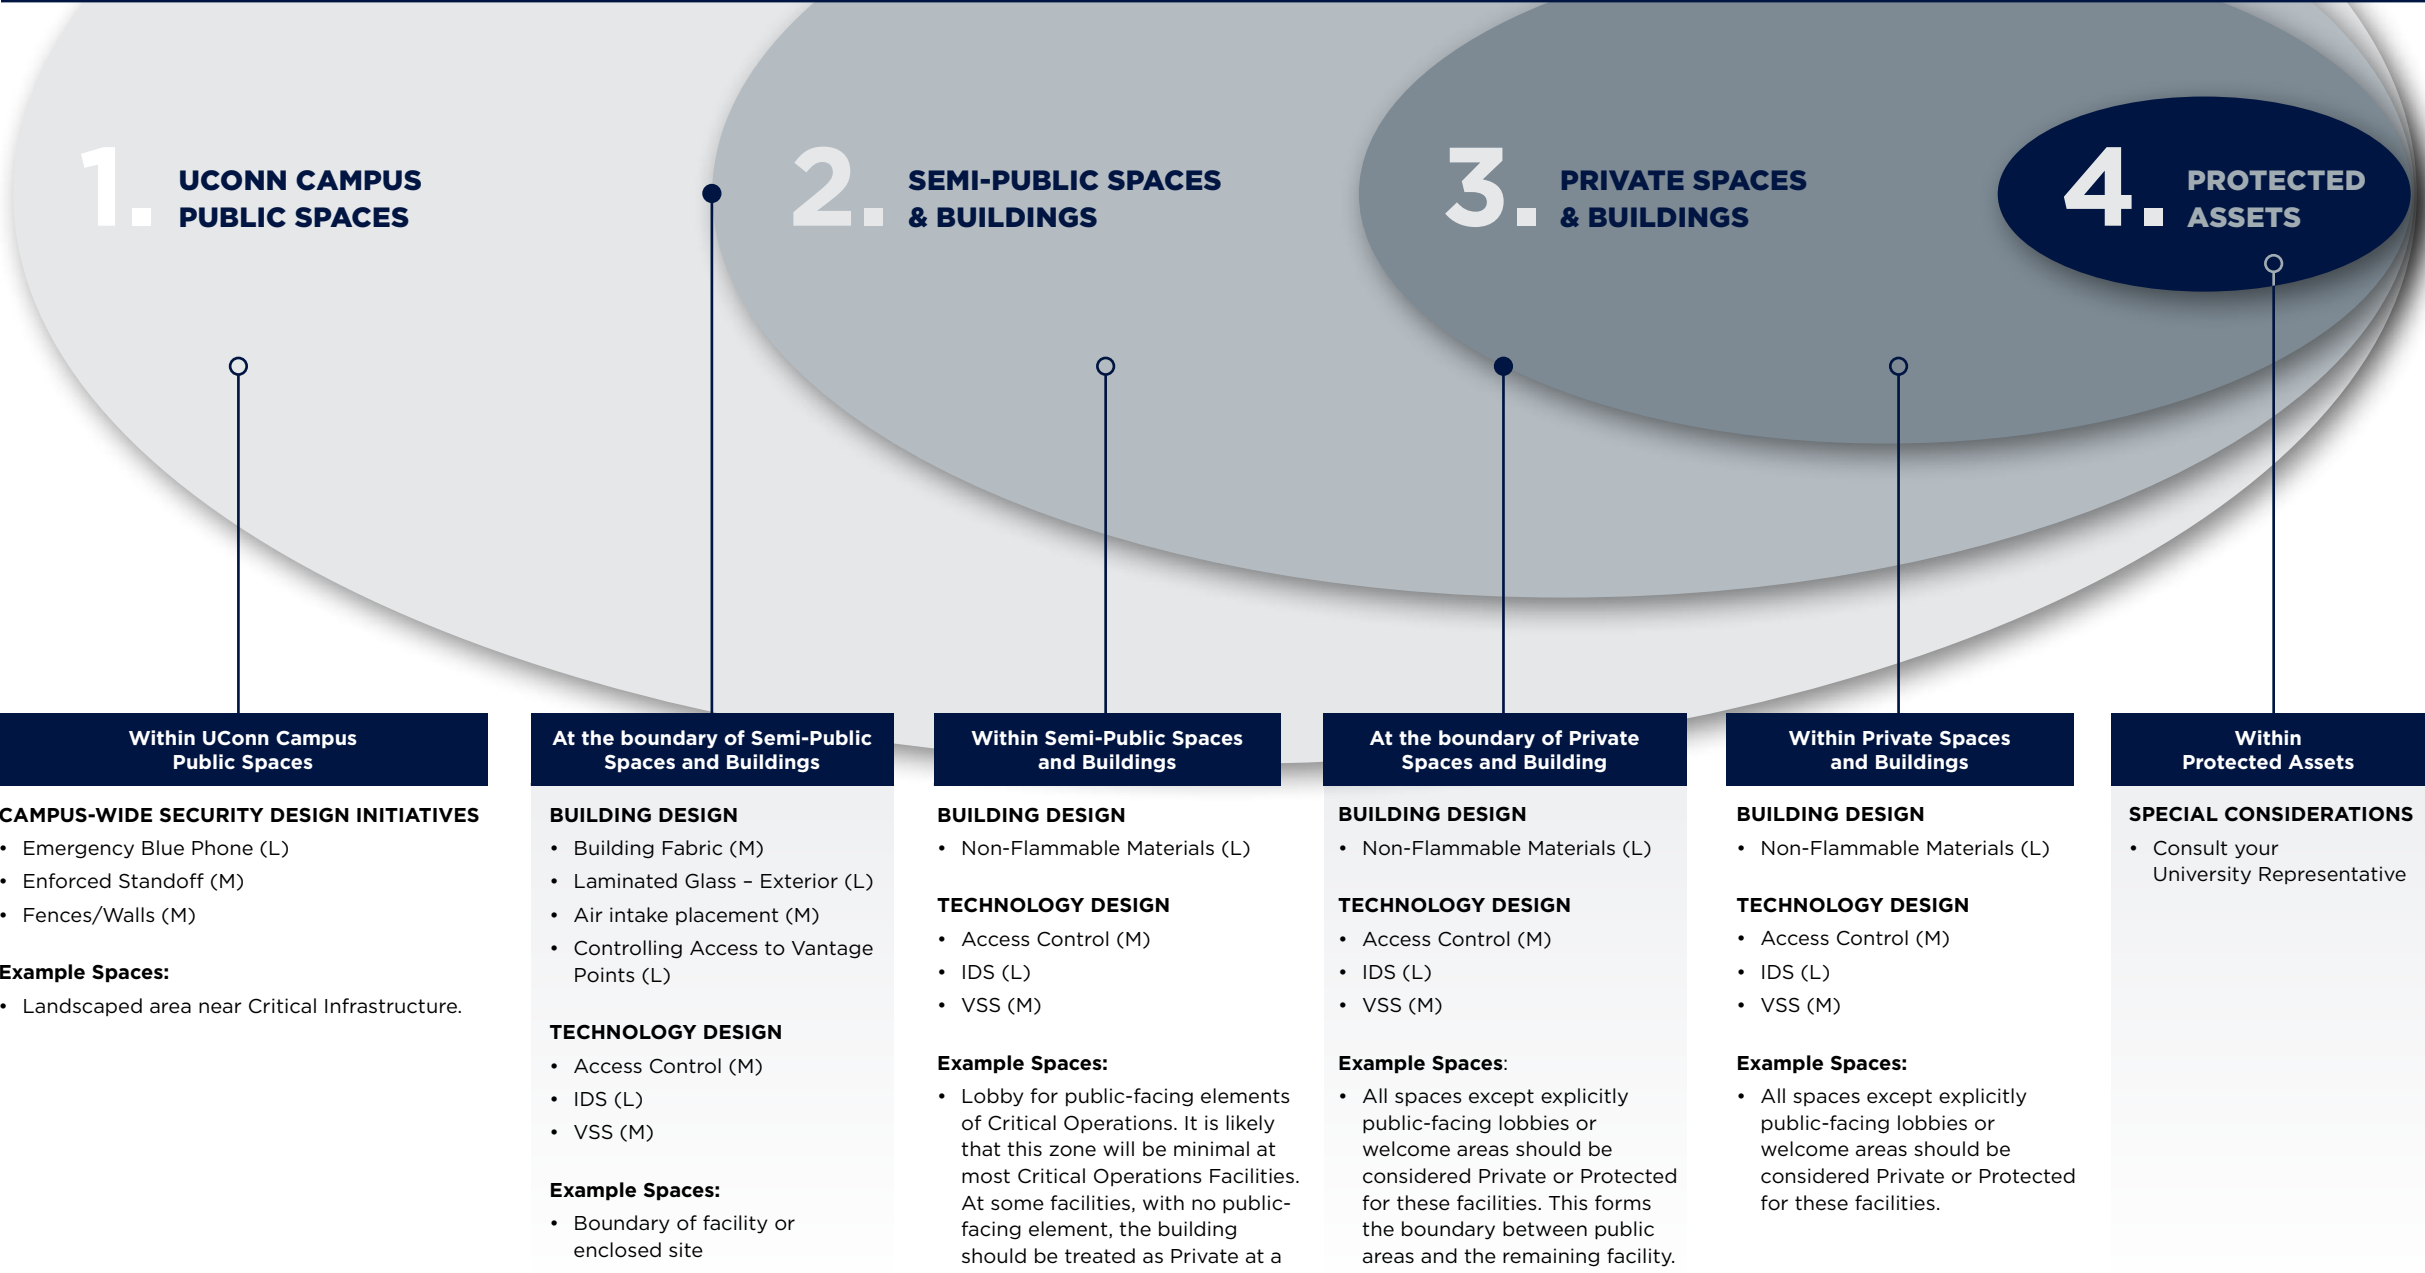 1. UCONN CAMPUS
PUBLIC SPACES
2. SEMI-PUBLIC SPACES
& BUILDINGS
3. PRIVATE SPACES
& BUILDINGS
4. PROTECTED
ASSETS
Within UConn Campus
Public Spaces
CAMPUS-WIDE SECURITY DESIGN INITIATIVES
• Emergency Blue Phone (L)
• Enforced Standoff (M)
• Fences/Walls (M)
Example Spaces:
• Landscaped area near Critical Infrastructure.
At the boundary of Semi-Public
Spaces and Buildings
BUILDING DESIGN
• Building Fabric (M)
• Laminated Glass – Exterior (L)
• Air intake placement (M)
• Controlling Access to Vantage
Points (L)
TECHNOLOGY DESIGN
• Access Control (M)
• IDS (L)
• VSS (M)
Example Spaces:
• Boundary of facility or
enclosed site
Within Semi-Public Spaces
and Buildings
BUILDING DESIGN
• Non-Flammable Materials (L)
TECHNOLOGY DESIGN
• Access Control (M)
• IDS (L)
• VSS (M)
Example Spaces:
• Lobby for public-facing elements
of Critical Operations. It is likely
that this zone will be minimal at
most Critical Operations Facilities.
At some facilities, with no public-
facing element, the building
should be treated as Private at a
At the boundary of Private
Spaces and Building
BUILDING DESIGN
• Non-Flammable Materials (L)
TECHNOLOGY DESIGN
• Access Control (M)
• IDS (L)
• VSS (M)
Example Spaces:
• All spaces except explicitly
public-facing lobbies or
welcome areas should be
considered Private or Protected
for these facilities. This forms
the boundary between public
areas and the remaining facility.
Within Private Spaces
and Buildings
BUILDING DESIGN
• Non-Flammable Materials (L)
TECHNOLOGY DESIGN
• Access Control (M)
• IDS (L)
• VSS (M)
Example Spaces:
• All spaces except explicitly
public-facing lobbies or
welcome areas should be
considered Private or Protected
for these facilities.
Within
Protected Assets
SPECIAL CONSIDERATIONS
• Consult your
University Representative